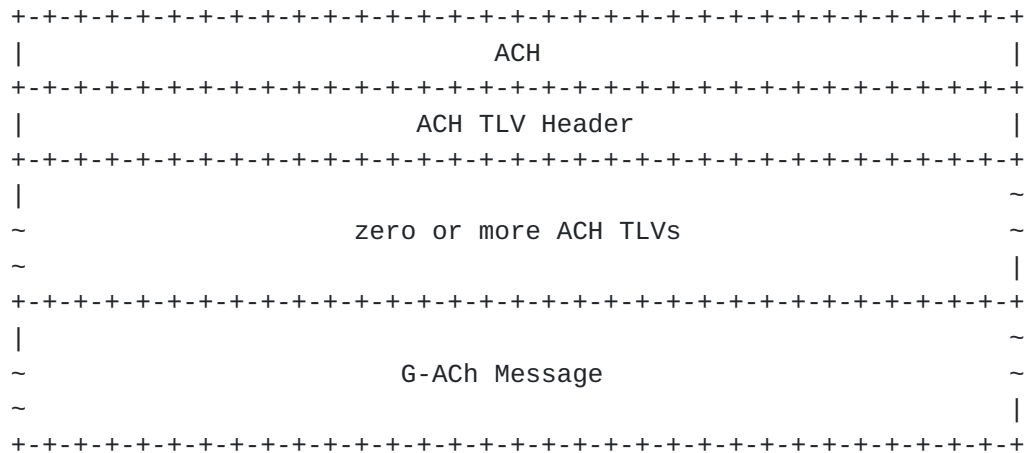 +-+-+-+-+-+-+-+-+-+-+-+-+-+-+-+-+-+-+-+-+-+-+-+-+-+-+-+-+-+-+-+-+
|                              ACH                              |
+-+-+-+-+-+-+-+-+-+-+-+-+-+-+-+-+-+-+-+-+-+-+-+-+-+-+-+-+-+-+-+-+
|                         ACH TLV Header                        |
+-+-+-+-+-+-+-+-+-+-+-+-+-+-+-+-+-+-+-+-+-+-+-+-+-+-+-+-+-+-+-+-+
|                                                               ~
~                     zero or more ACH TLVs                     ~
~                                                               |
+-+-+-+-+-+-+-+-+-+-+-+-+-+-+-+-+-+-+-+-+-+-+-+-+-+-+-+-+-+-+-+-+
|                                                               ~
~                        G-ACh Message                          ~
~                                                               |
+-+-+-+-+-+-+-+-+-+-+-+-+-+-+-+-+-+-+-+-+-+-+-+-+-+-+-+-+-+-+-+-+